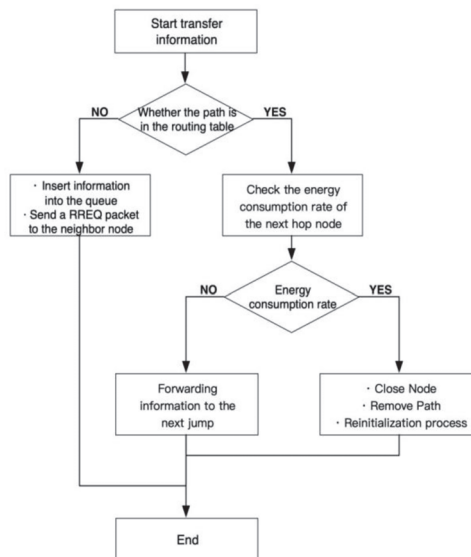 Start transfer
information
Whether the path is
in the routing table
NO
YES
· Insert information
into the queue
· Send a RREQ packet
to the neighbor node
Check the energy
consumption rate of
the next hop node
Energy
consumption rate
NO
YES
Forwarding
information to the
next jump
· Close Node
· Remove Path
· Reinitialization process
End